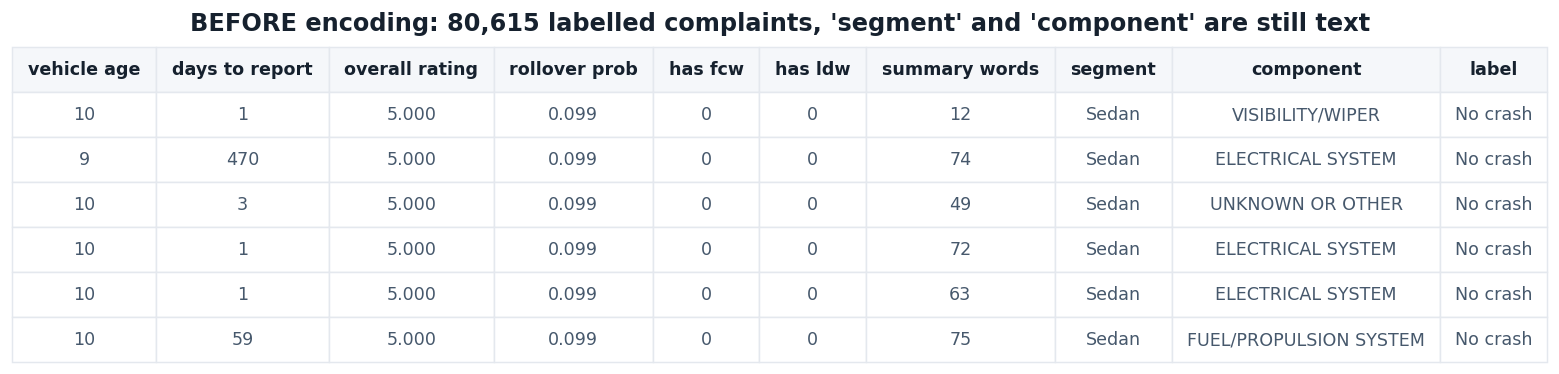 BEFORE encoding: 80,615 labelled complaints, 'segment' and 'component' are still text
vehicle age days to report overall rating rollover prob has fcw has ldw summary words segment component label
10 1 5.000 0.099 0 0 12 Sedan VISIBILITY/WIPER No crash
9 470 5.000 0.099 0 0 74 Sedan ELECTRICAL SYSTEM No crash
10 3 5.000 0.099 0 0 49 Sedan UNKNOWN OR OTHER No crash
10 1 5.000 0.099 0 0 72 Sedan ELECTRICAL SYSTEM No crash
10 1 5.000 0.099 0 0 63 Sedan ELECTRICAL SYSTEM No crash
10 59 5.000 0.099 0 0 75 Sedan FUEL/PROPULSION SYSTEM No crash